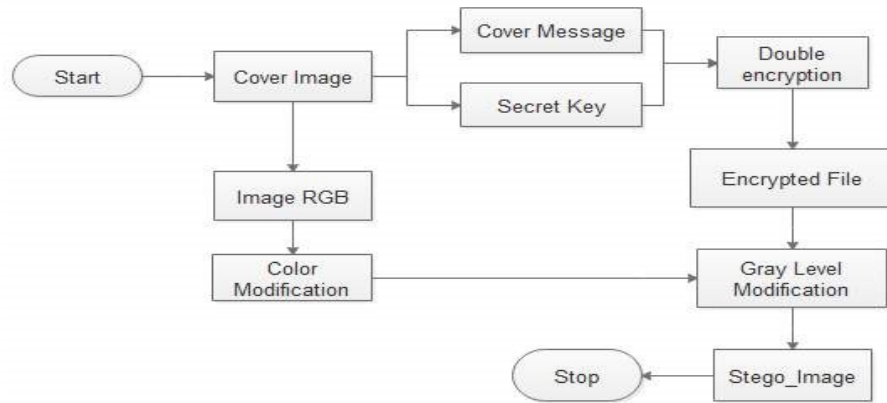 Start
Cover Image
Cover Message
Secret Key
Double
encryption
Image RGB
Encrypted File
Color
Modification
Gray Level
Modification
Stop
Stego_Image